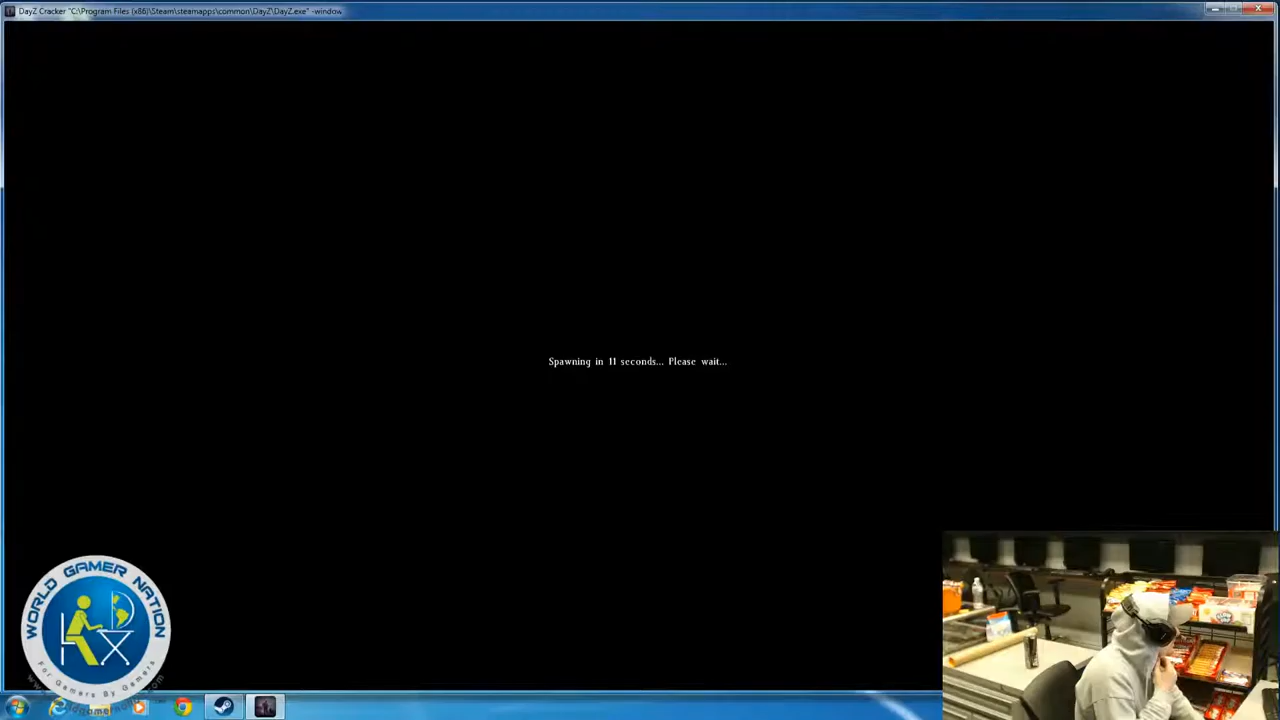 DayZ Cracker "C:\Program Files (x86)\Steam\steamapps\common\DayZ\DayZ.exe" -window
Spawning in 11 seconds... Please wait...
WORLD GAMER NATION
For Gamers By Gamers